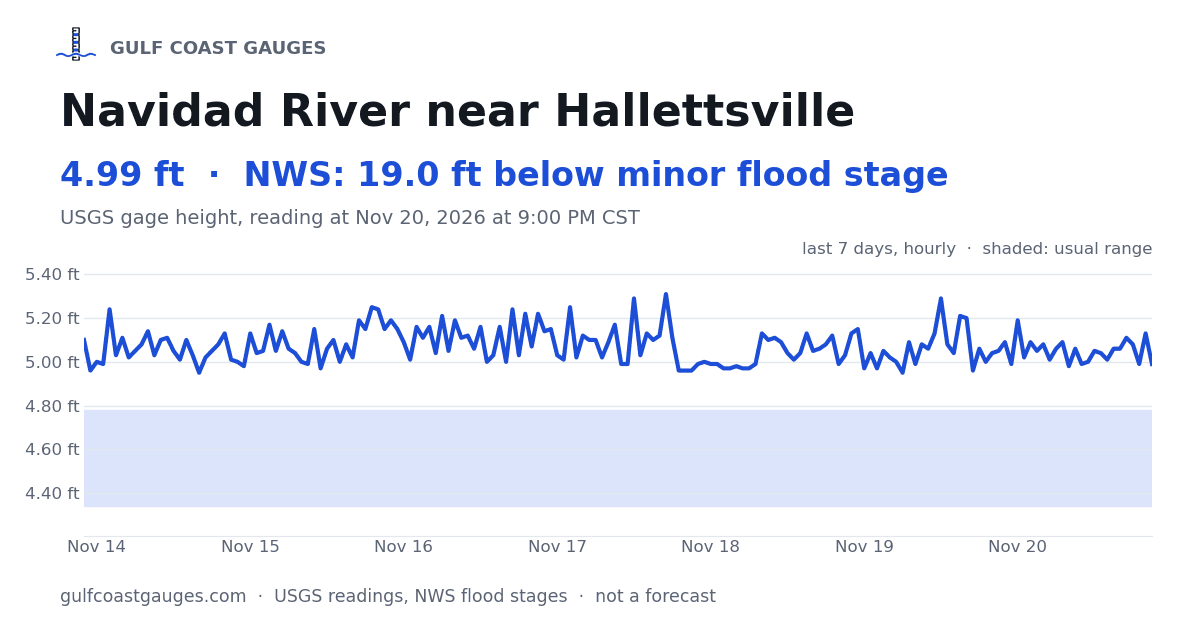 GULF COAST GAUGES
Navidad River near Hallettsville
4.99 ft · NWS: 19.0 ft below minor flood stage
USGS gage height, reading at Nov 20, 2026 at 9:00 PM CST
last 7 days, hourly · shaded: usual range
5.40 ft
5.20 ft
5.00 ft
4.80 ft
4.60 ft
4.40 ft
Nov 14 Nov 15 Nov 16 Nov 17 Nov 18 Nov 19 Nov 20
gulfcoastgauges.com · USGS readings, NWS flood stages · not a forecast